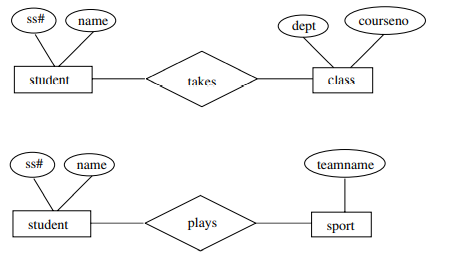 ss# name dept courseno
student takes class
ss# name teamname
student plays sport